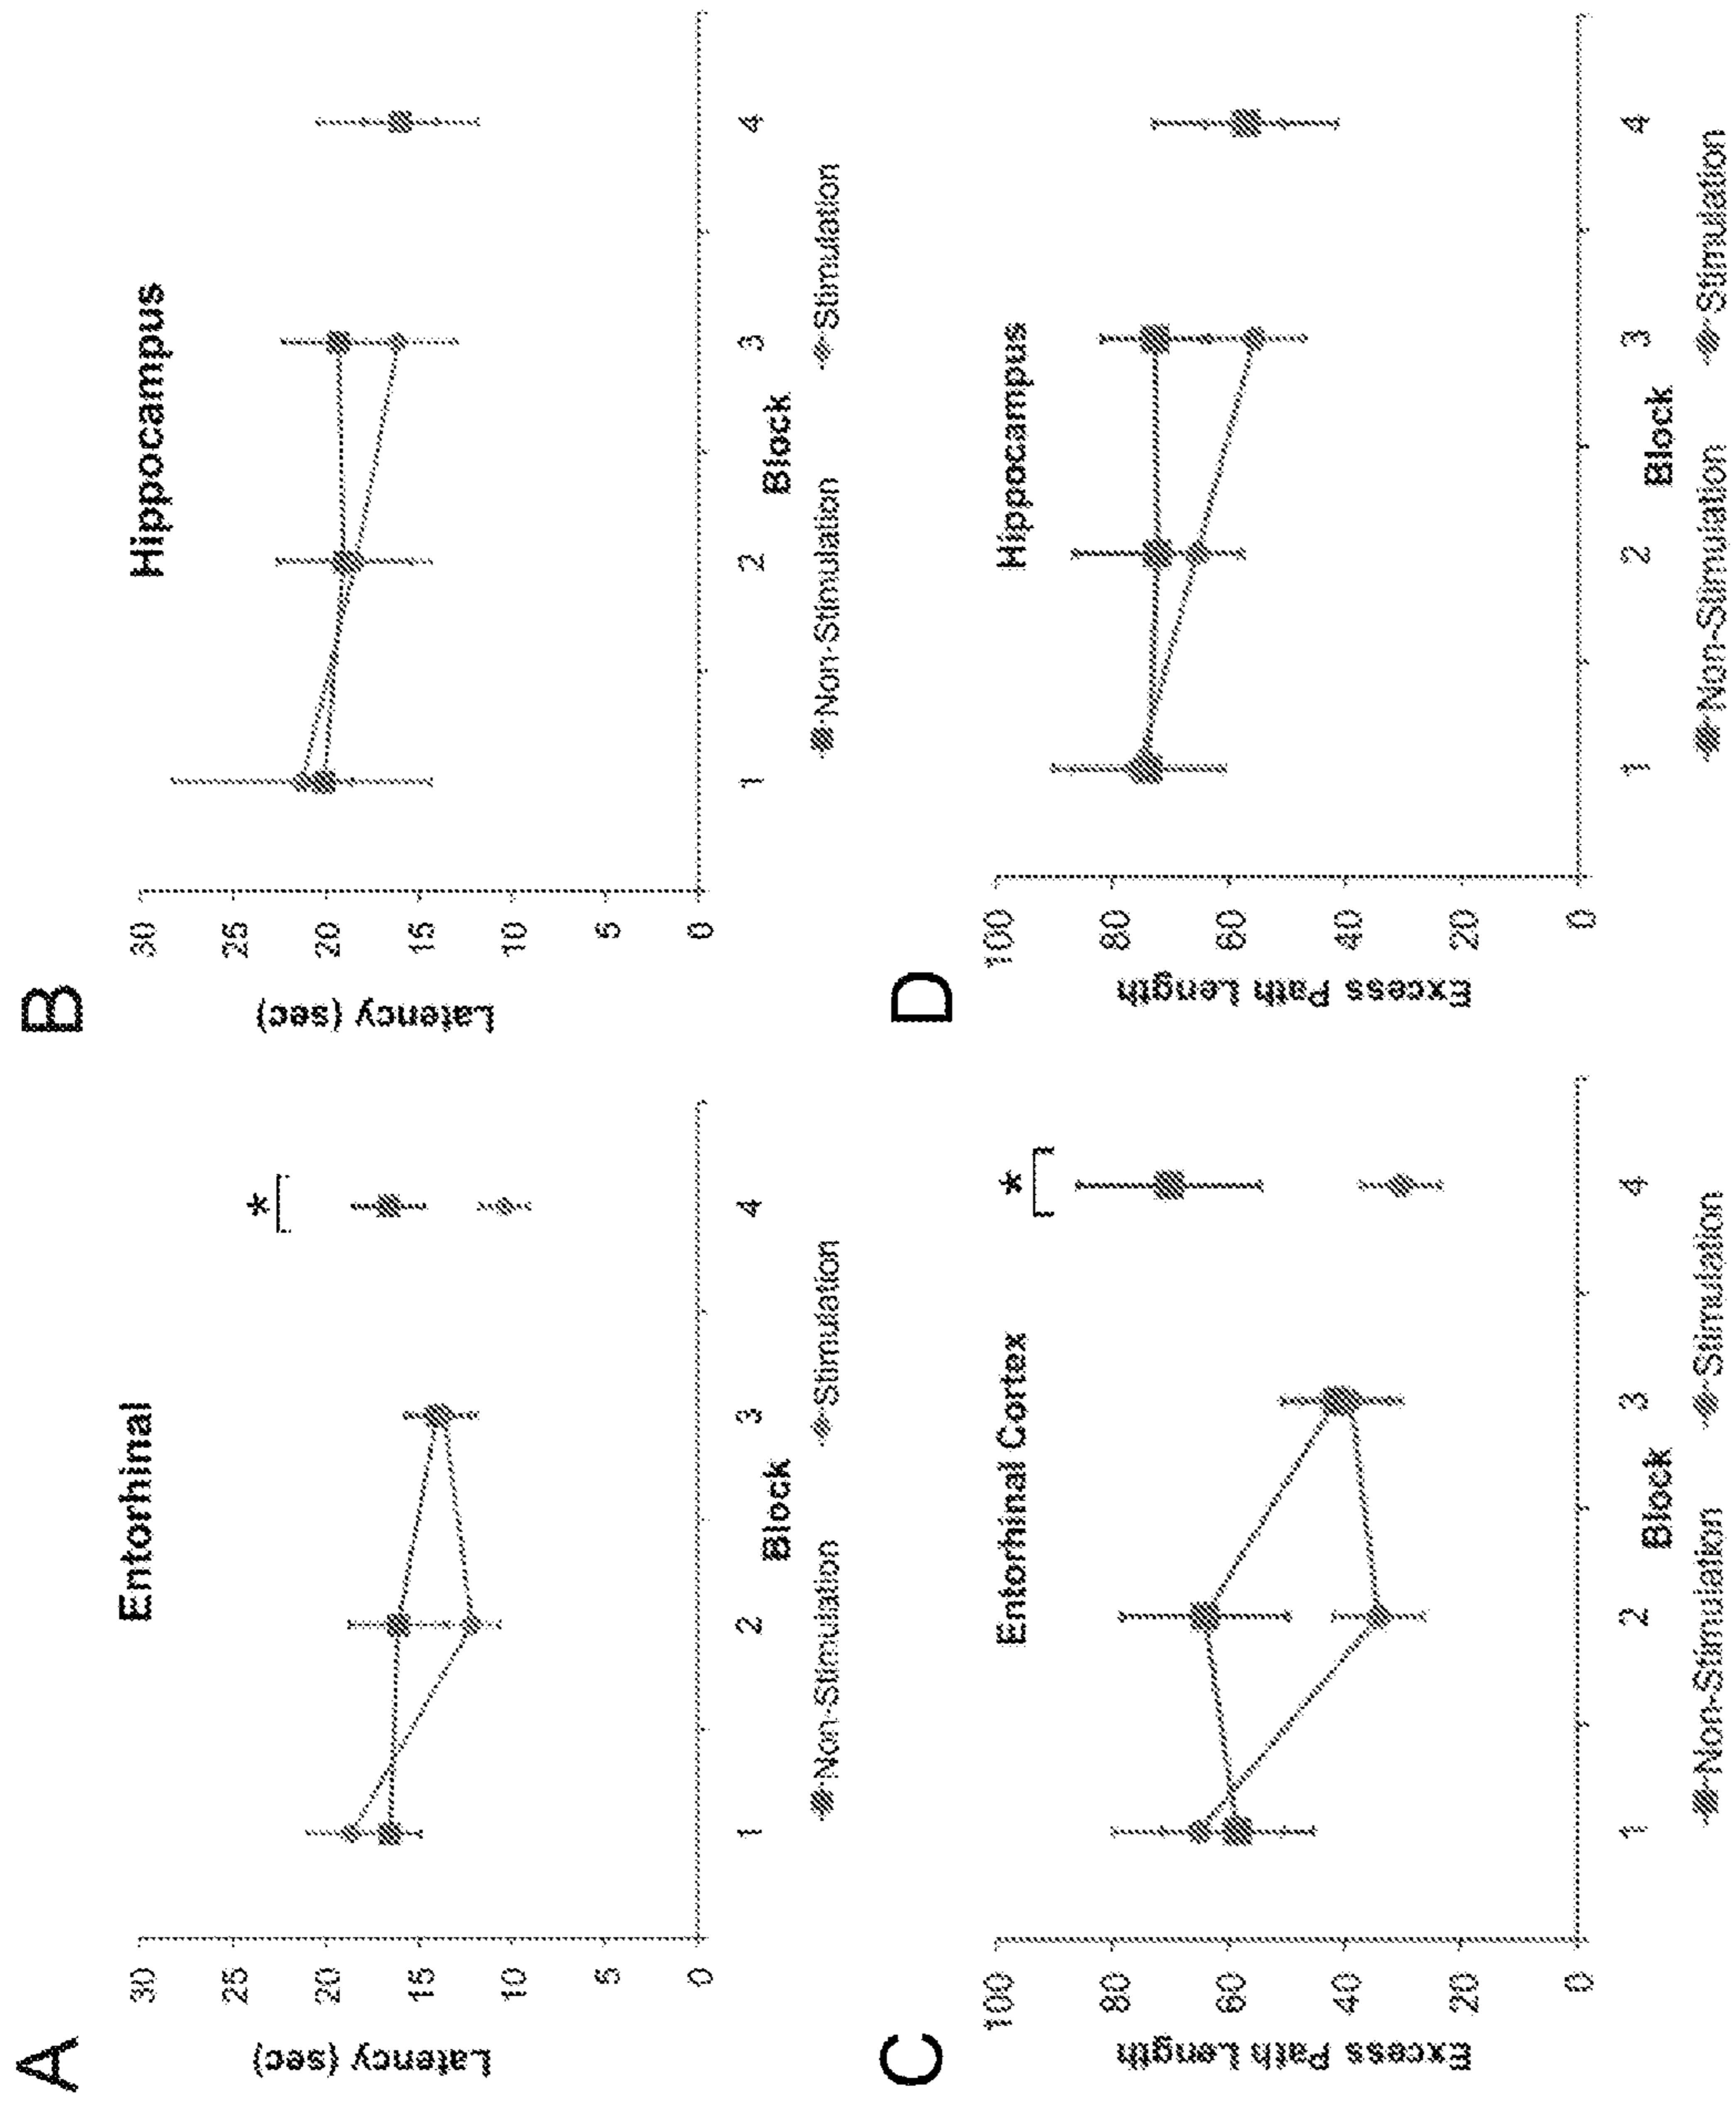 A
Entorhinal
*
Latency (sec)
30
25
20
15
10
5
0
1
2
3
4
Block
Non-Stimulation
Stimulation
B
Hippocampus
Latency (sec)
30
25
20
15
10
5
0
1
2
3
4
Block
Non-Stimulation
Stimulation
C
Entorhinal Cortex
*
Excess Path Length
100
80
60
40
20
0
1
2
3
4
Block
Non-Stimulation
Stimulation
D
Hippocampus
Excess Path Length
100
80
60
40
20
0
1
2
3
4
Block
Non-Stimulation
Stimulation